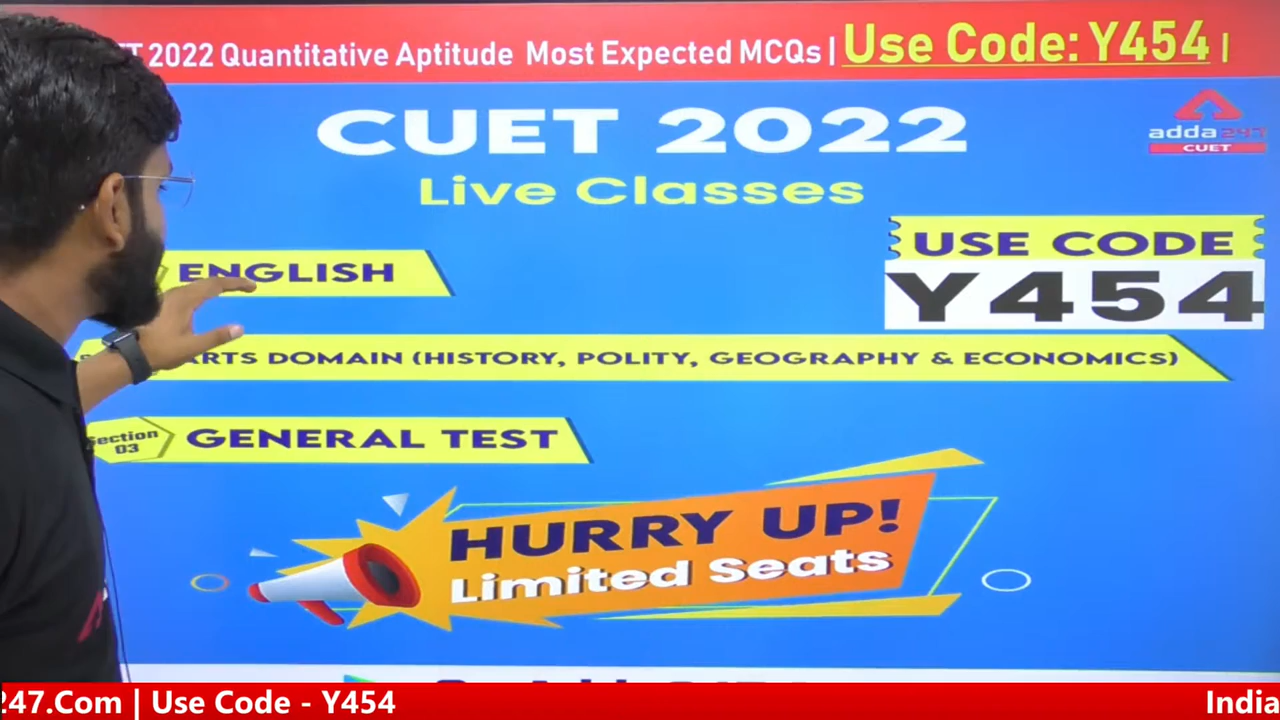 2022 Quantitative Aptitude Most Expected MCQs | Use Code: Y454 |
CUET 2022
Live Classes
adda 247
CUET
USE CODE
Y454
ENGLISH
ARTS DOMAIN (HISTORY, POLITY, GEOGRAPHY & ECONOMICS)
Section
03
GENERAL TEST
HURRY UP!
Limited Seats
247.Com | Use Code - Y454
India